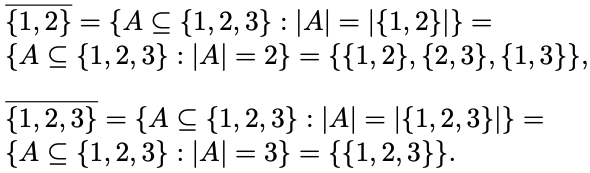 $\overline{\{1, 2\}} = \{A \subseteq \{1, 2, 3\} : |A| = |\{1, 2\}|\} =$
$\{A \subseteq \{1, 2, 3\} : |A| = 2\} = \{\{1, 2\}, \{2, 3\}, \{1, 3\}\},$
$\overline{\{1, 2, 3\}} = \{A \subseteq \{1, 2, 3\} : |A| = |\{1, 2, 3\}|\} =$
$\{A \subseteq \{1, 2, 3\} : |A| = 3\} = \{\{1, 2, 3\}\}.$